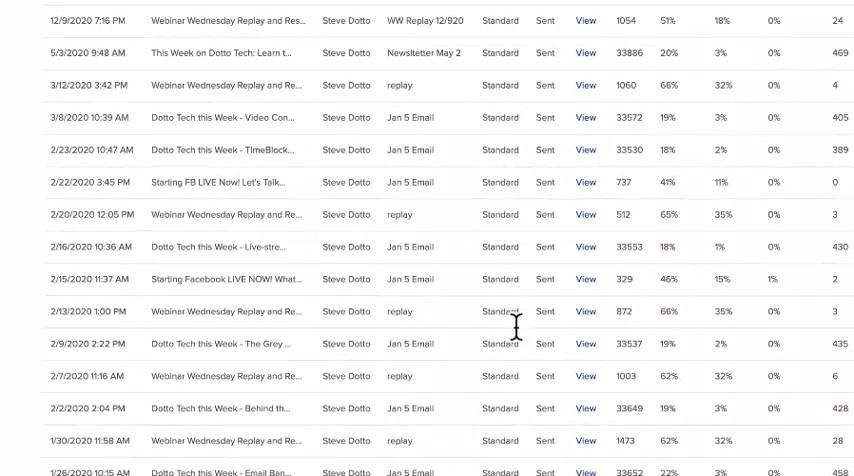 12/9/2020 7:16 PM Webinar Wednesday Replay and Res... Steve Dotto WW Replay 12/920 Standard Sent View 1054 51% 18% 0% 24
5/3/2020 9:48 AM This Week on Dotto Tech: Learn t... Steve Dotto Newsltetter May 2 Standard Sent View 33886 20% 3% 0% 469
3/12/2020 3:42 PM Webinar Wednesday Replay and Re... Steve Dotto replay Standard Sent View 1060 66% 32% 0% 4
3/8/2020 10:39 AM Dotto Tech this Week - Video Con... Steve Dotto Jan 5 Email Standard Sent View 33572 19% 3% 0% 405
2/23/2020 10:47 AM Dotto Tech this Week - TImeBlock... Steve Dotto Jan 5 Email Standard Sent View 33530 18% 2% 0% 389
2/22/2020 3:45 PM Starting FB LIVE Now! Let's Talk... Steve Dotto Jan 5 Email Standard Sent View 737 41% 11% 0% 0
2/20/2020 12:05 PM Webinar Wednesday Replay and Re... Steve Dotto replay Standard Sent View 512 65% 35% 0% 3
2/16/2020 10:36 AM Dotto Tech this Week - Live-stre... Steve Dotto Jan 5 Email Standard Sent View 33553 18% 1% 0% 430
2/15/2020 11:37 AM Starting Facebook LIVE NOW! What... Steve Dotto Jan 5 Email Standard Sent View 329 46% 15% 1% 2
2/13/2020 1:00 PM Webinar Wednesday Replay and Re... Steve Dotto replay Standard Sent View 872 66% 35% 0% 3
2/9/2020 2:22 PM Dotto Tech this Week - The Grey ... Steve Dotto Jan 5 Email Standard Sent View 33537 19% 2% 0% 435
2/7/2020 11:16 AM Webinar Wednesday Replay and Re... Steve Dotto replay Standard Sent View 1003 62% 32% 0% 6
2/2/2020 2:04 PM Dotto Tech this Week - Behind th... Steve Dotto Jan 5 Email Standard Sent View 33649 19% 3% 0% 428
1/30/2020 11:58 AM Webinar Wednesday Replay and Re... Steve Dotto replay Standard Sent View 1473 62% 32% 0% 28
1/26/2020 10:15 AM Dotto Tech this Week - Email Ban... Steve Dotto Jan 5 Email Standard Sent View 33652 22% 3% 0% 458